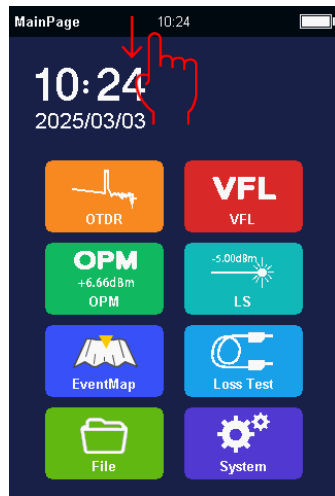 MainPage 10:24
10:24
2025/03/03
OTDR
VFL
VFL
OPM
+6.66dBm
OPM
-5.00dBm
LS
EventMap
Loss Test
File
System